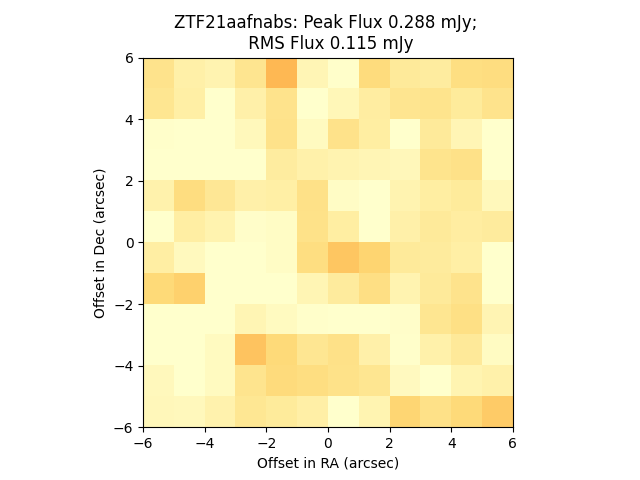 ZTF21aafnabs: Peak Flux 0.288 mJy;
RMS Flux 0.115 mJy
6
4
2
0
−2
−4
−6
Offset in Dec (arcsec)
−6 −4 −2 0 2 4 6
Offset in RA (arcsec)